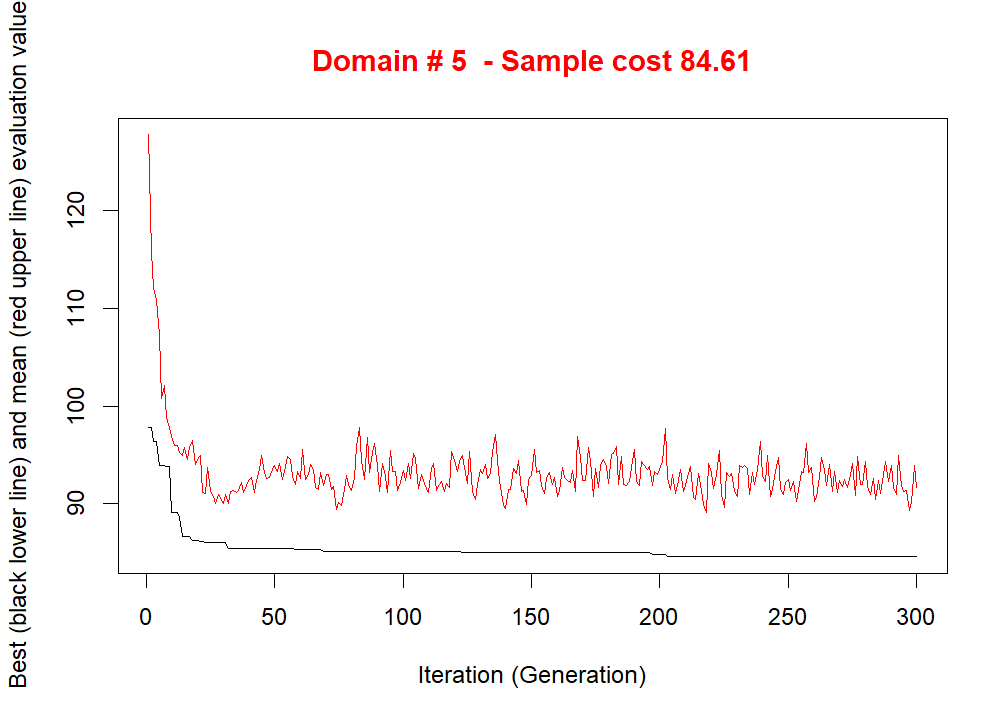 Domain # 5  - Sample cost 84.61
Best (black lower line) and mean (red upper line) evaluation value
120
110
100
90
0 50 100 150 200 250 300
Iteration (Generation)